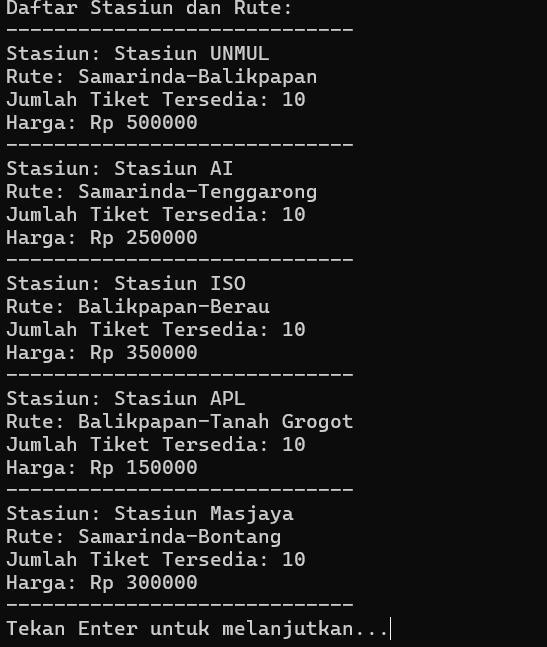 Daftar Stasiun dan Rute:
-----------------------------
Stasiun: Stasiun UNMUL
Rute: Samarinda-Balikpapan
Jumlah Tiket Tersedia: 10
Harga: Rp 500000
-----------------------------
Stasiun: Stasiun AI
Rute: Samarinda-Tenggarong
Jumlah Tiket Tersedia: 10
Harga: Rp 250000
-----------------------------
Stasiun: Stasiun ISO
Rute: Balikpapan-Berau
Jumlah Tiket Tersedia: 10
Harga: Rp 350000
-----------------------------
Stasiun: Stasiun APL
Rute: Balikpapan-Tanah Grogot
Jumlah Tiket Tersedia: 10
Harga: Rp 150000
-----------------------------
Stasiun: Stasiun Masjaya
Rute: Samarinda-Bontang
Jumlah Tiket Tersedia: 10
Harga: Rp 300000
-----------------------------
Tekan Enter untuk melanjutkan...